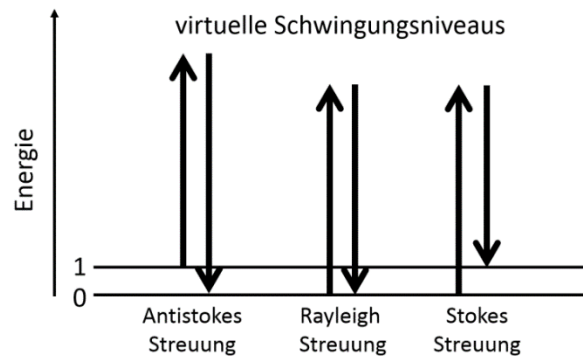 virtuelle Schwingungsniveaus
Energie
1
0
Antistokes
Streuung
Rayleigh
Streuung
Stokes
Streuung